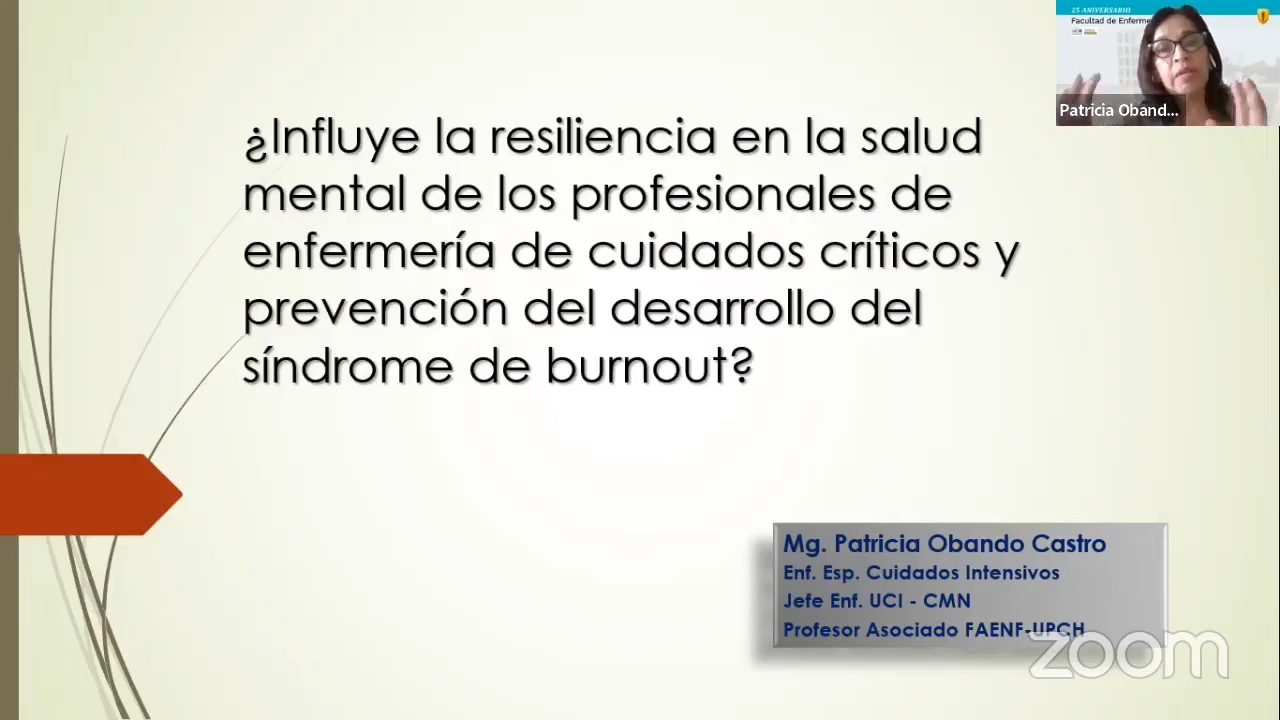 25 ANIVERSARIO
Facultad de Enferme
Patricia Oband...
¿Influye la resiliencia en la salud
mental de los profesionales de
enfermería de cuidados críticos y
prevención del desarrollo del
síndrome de burnout?
Mg. Patricia Obando Castro
Enf. Esp. Cuidados Intensivos
Jefe Enf. UCI - CMN
Profesor Asociado FAENF-UPCH
zoom